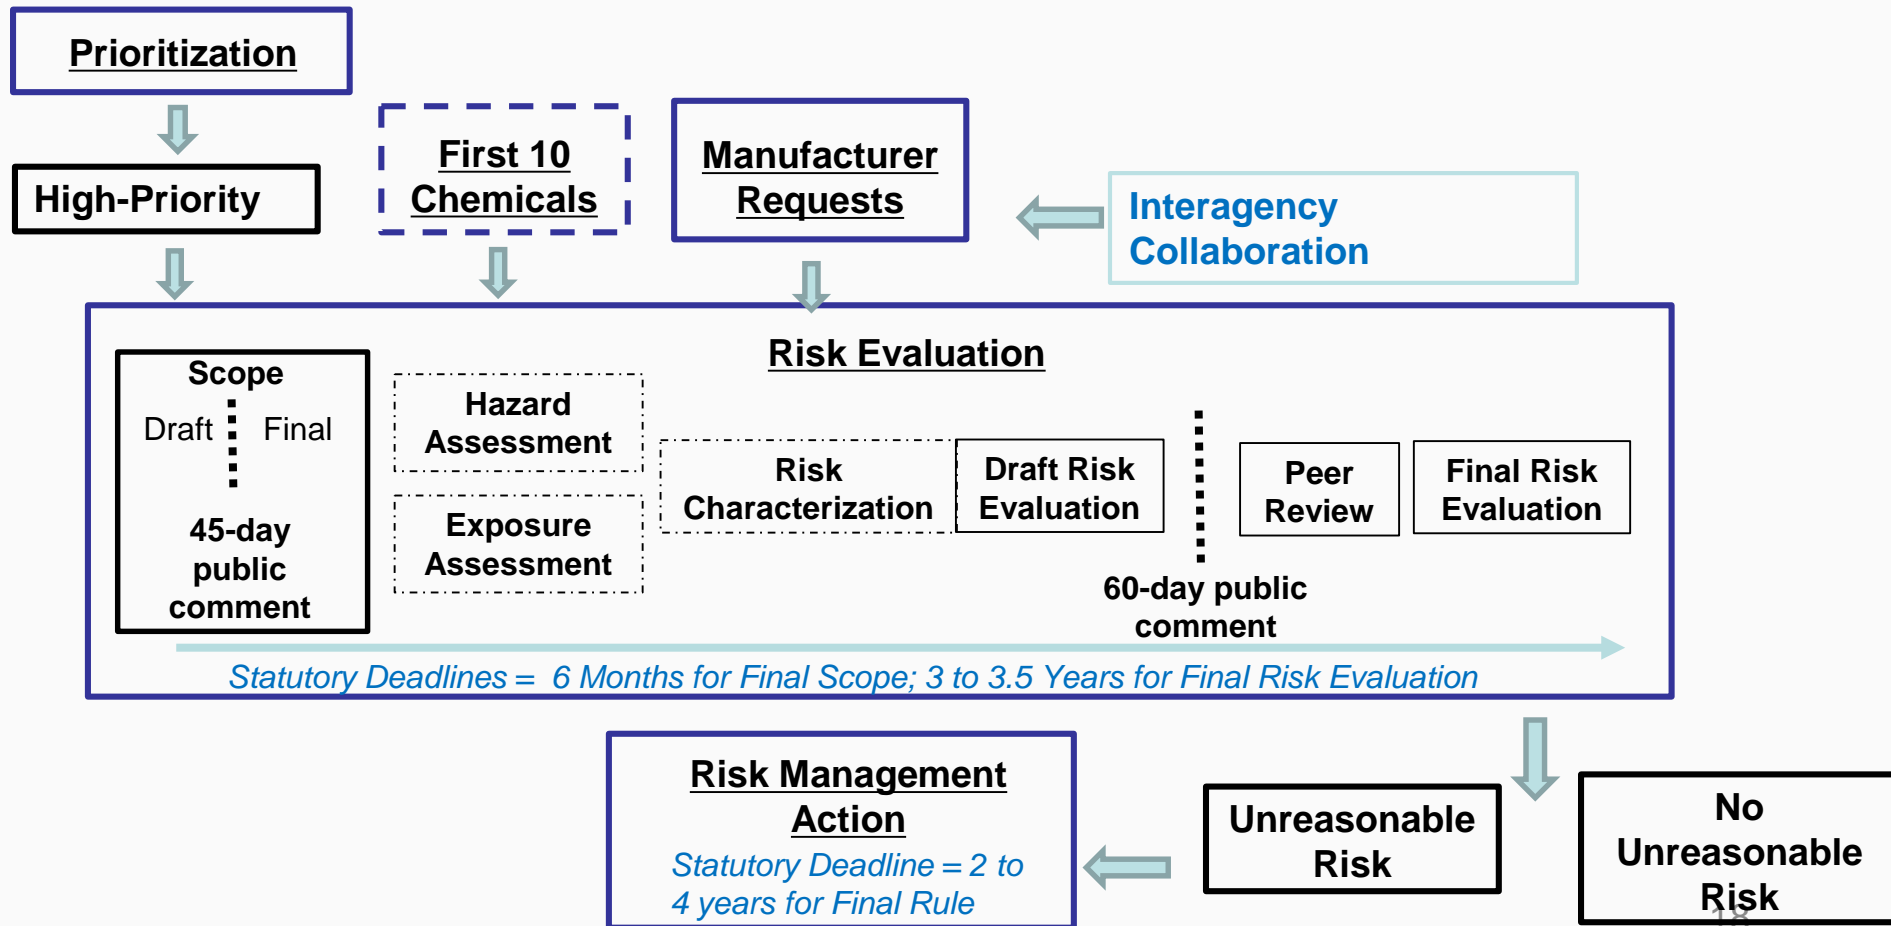 Prioritization
High-Priority
First 10
Chemicals
Manufacturer
Requests
Interagency
Collaboration
Risk Evaluation
Scope
Draft Final
45-day
public
comment
Hazard
Assessment
Exposure
Assessment
Risk
Characterization
Draft Risk
Evaluation
60-day public
comment
Peer
Review
Final Risk
Evaluation
Statutory Deadlines = 6 Months for Final Scope; 3 to 3.5 Years for Final Risk Evaluation
Risk Management
Action
Statutory Deadline = 2 to
4 years for Final Rule
Unreasonable
Risk
No
Unreasonable
Risk
18